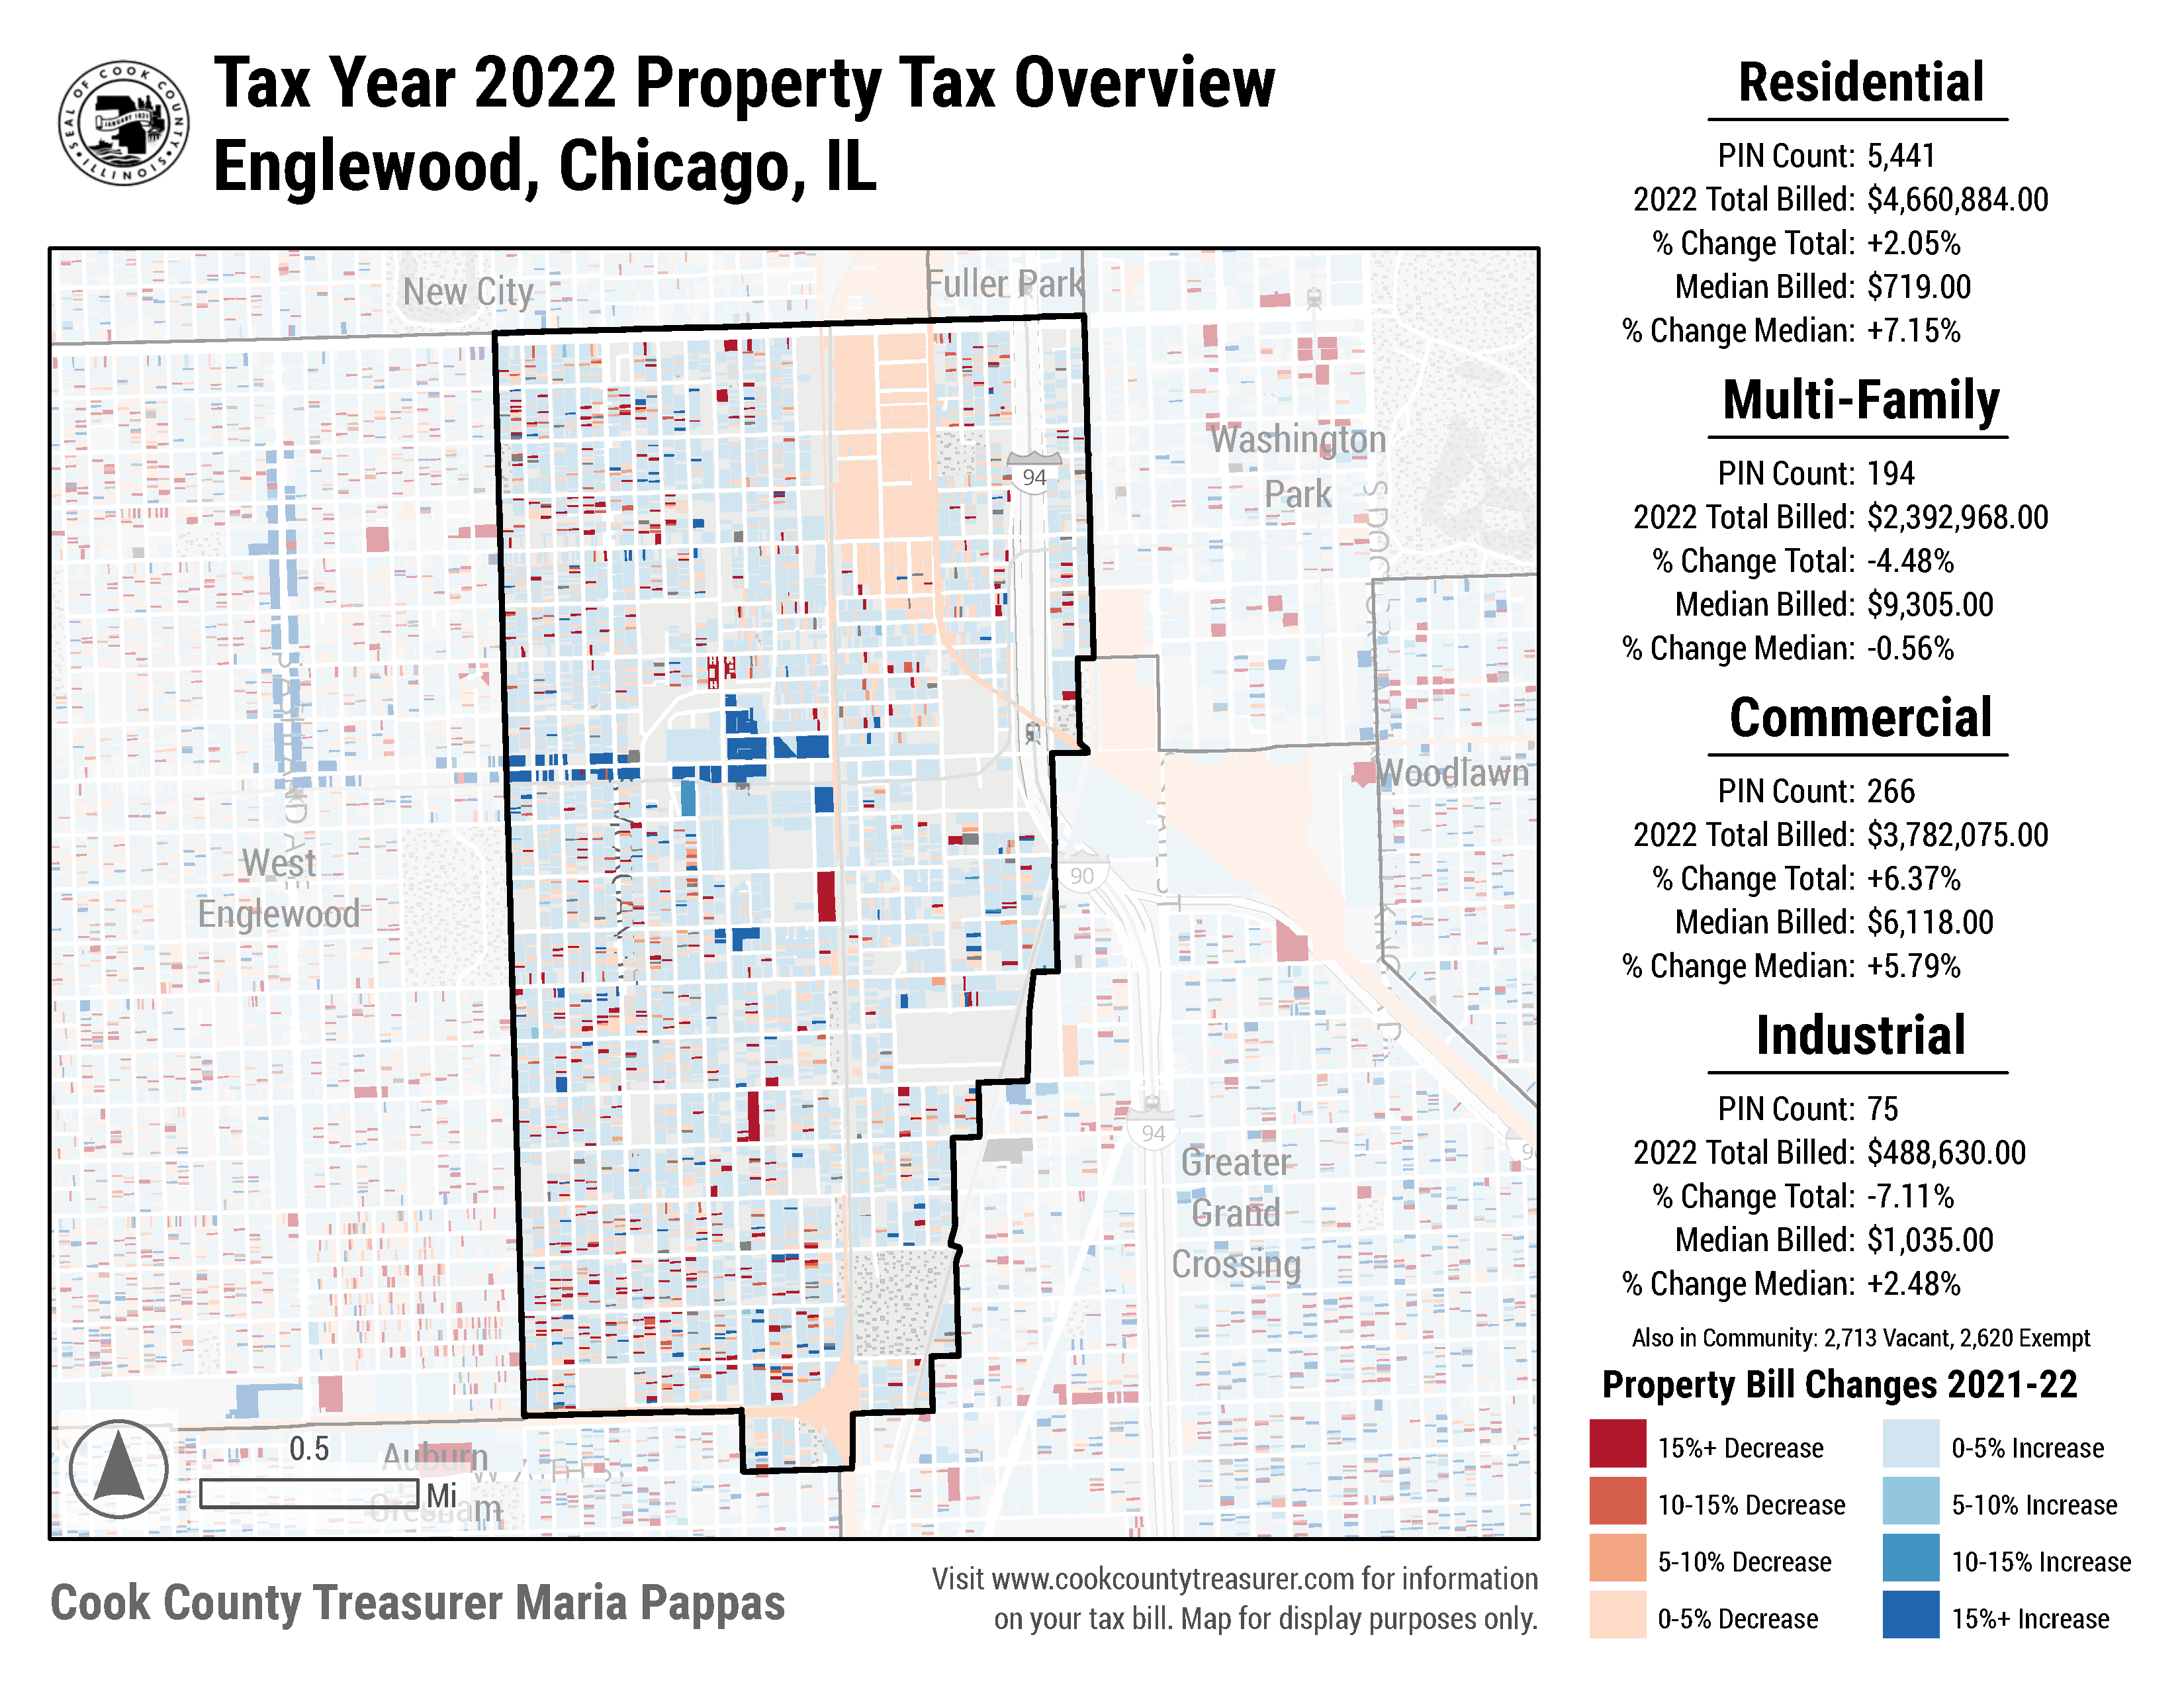 SEAL OF COOK COUNTY • ILLINOIS •
JANUARY 1831
Tax Year 2022 Property Tax Overview
Englewood, Chicago, IL
New City
Fuller Park
94
Washington
Park
Woodlawn
West
Englewood
90
94
Greater
Grand
Crossing
0.5
Mi
Auburn
Gresham
Cook County Treasurer Maria Pappas
Visit www.cookcountytreasurer.com for information
on your tax bill. Map for display purposes only.
Residential
PIN Count: 5,441
2022 Total Billed: $4,660,884.00
% Change Total: +2.05%
Median Billed: $719.00
% Change Median: +7.15%
Multi-Family
PIN Count: 194
2022 Total Billed: $2,392,968.00
% Change Total: -4.48%
Median Billed: $9,305.00
% Change Median: -0.56%
Commercial
PIN Count: 266
2022 Total Billed: $3,782,075.00
% Change Total: +6.37%
Median Billed: $6,118.00
% Change Median: +5.79%
Industrial
PIN Count: 75
2022 Total Billed: $488,630.00
% Change Total: -7.11%
Median Billed: $1,035.00
% Change Median: +2.48%
Also in Community: 2,713 Vacant, 2,620 Exempt
Property Bill Changes 2021-22
15%+ Decrease
0-5% Increase
10-15% Decrease
5-10% Increase
5-10% Decrease
10-15% Increase
0-5% Decrease
15%+ Increase